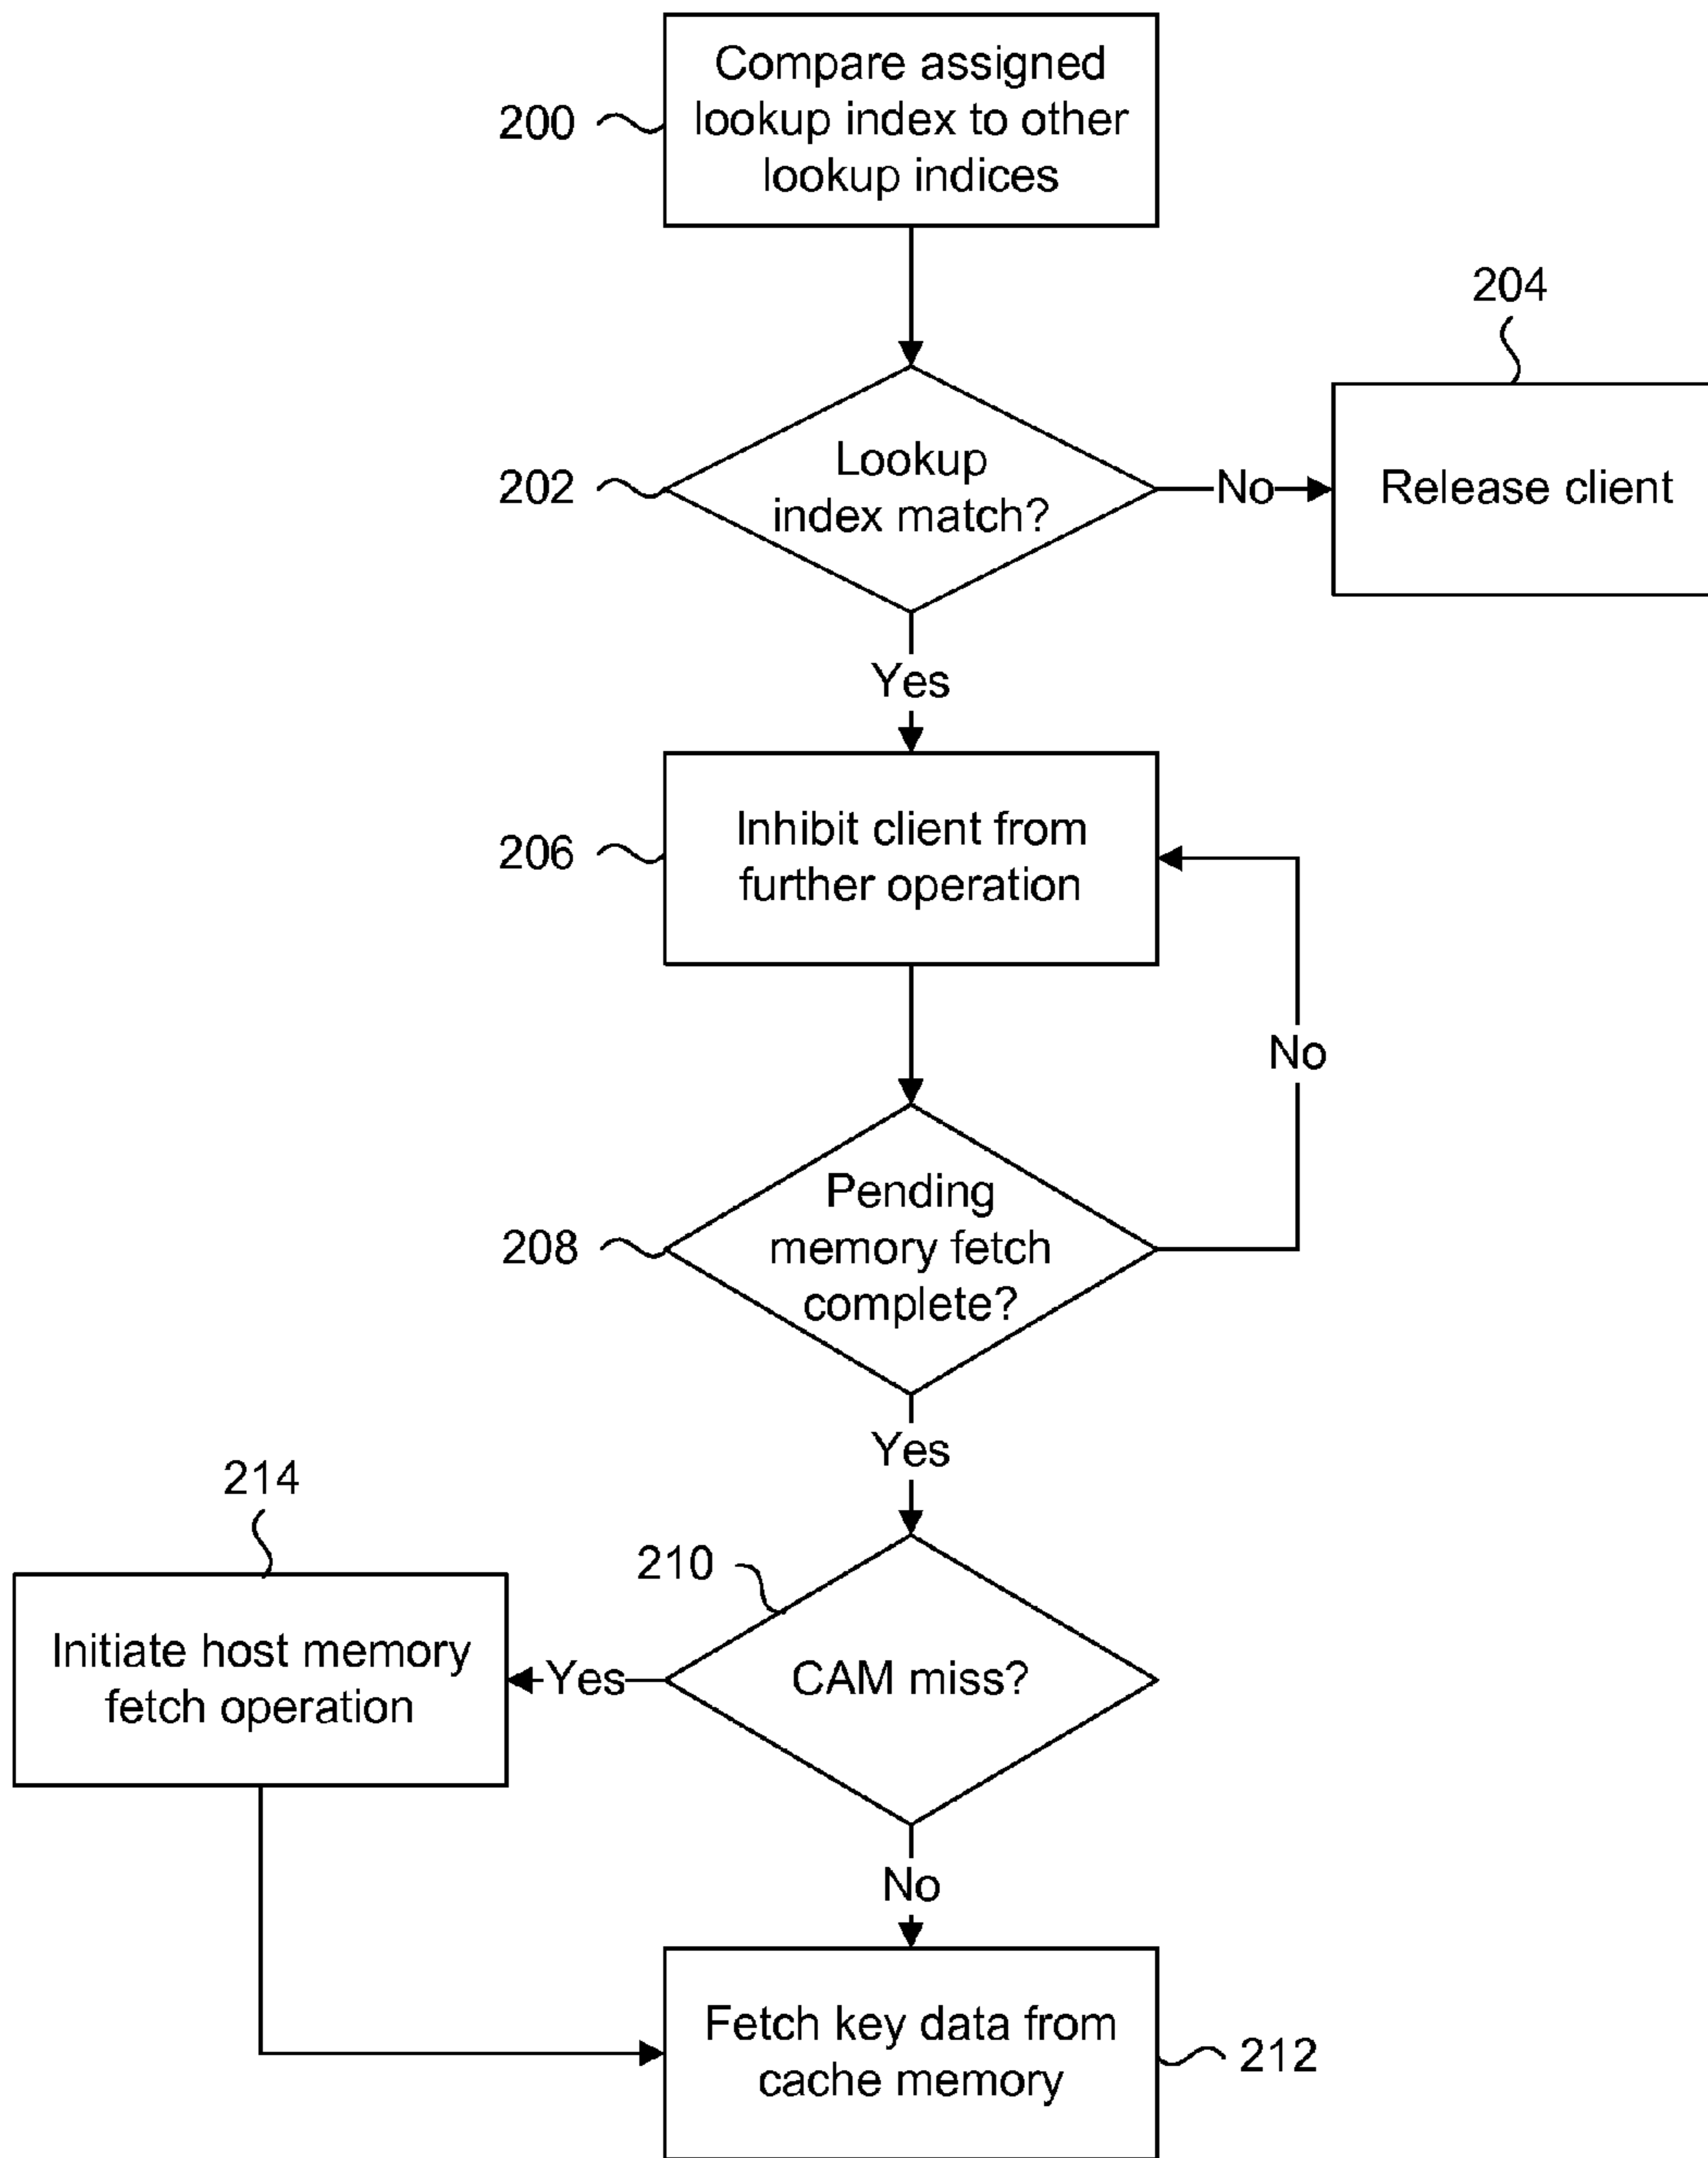 Compare assigned
lookup index to other
lookup indices
200
204
Lookup
index match?
202
No
Release client
Yes
Inhibit client from
further operation
206
No
Pending
memory fetch
complete?
208
Yes
214
210
Initiate host memory
fetch operation
Yes
CAM miss?
No
Fetch key data from
cache memory
212